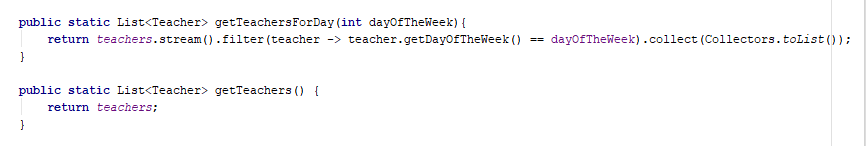 public static List<Teacher> getTeachersForDay(int dayOfTheWeek){
return teachers.stream().filter(teacher -> teacher.getDayOfTheWeek() == dayOfTheWeek).collect(Collectors.toList());
}
public static List<Teacher> getTeachers() {
return teachers;
}